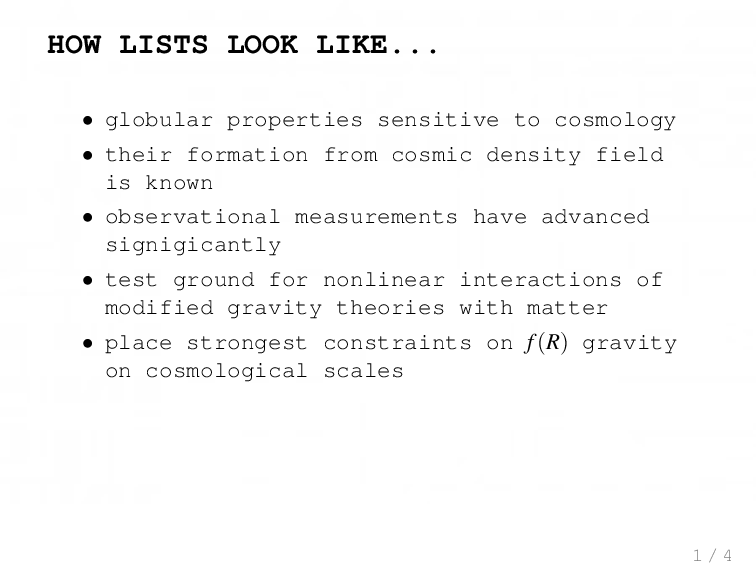 HOW LISTS LOOK LIKE...
• globular properties sensitive to cosmology
• their formation from cosmic density field
is known
• observational measurements have advanced
signigicantly
• test ground for nonlinear interactions of
modified gravity theories with matter
• place strongest constraints on f(R) gravity
on cosmological scales
1 / 4